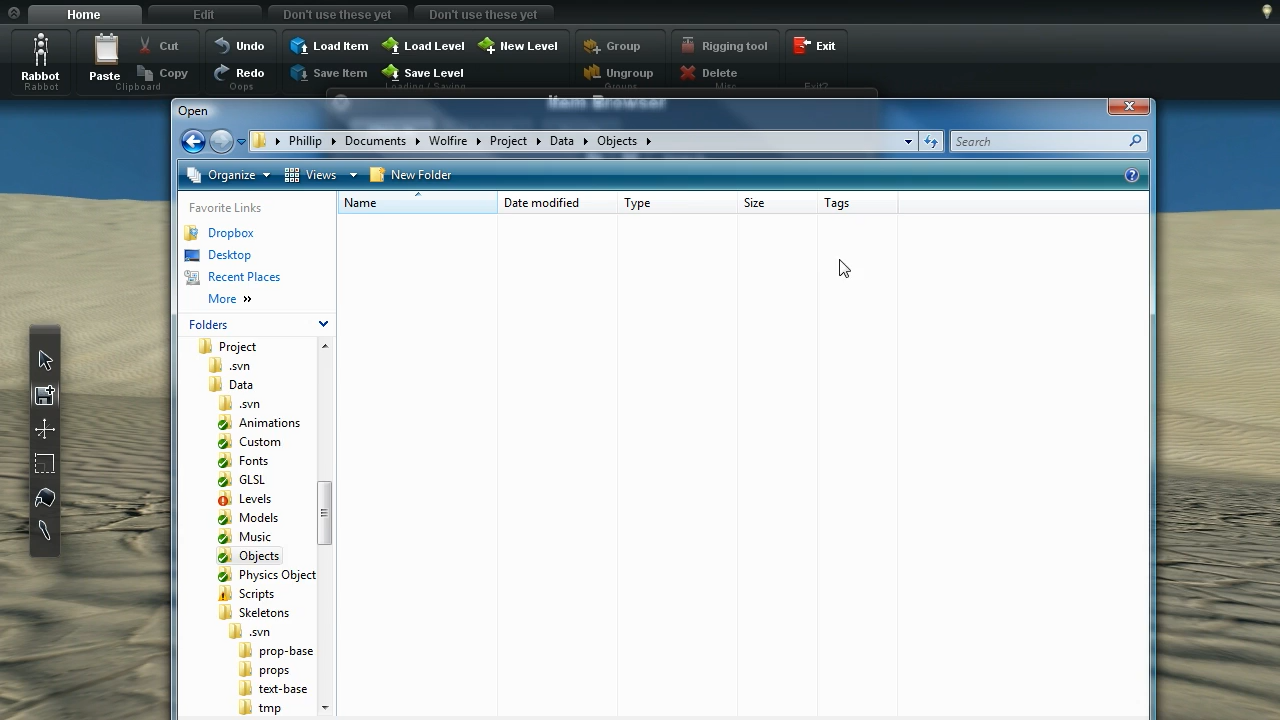 Home Edit Don't use these yet Don't use these yet
Rabbot Paste Cut Undo Load Item Load Level New Level Group Rigging tool Exit
Copy Redo Save Item Save Level Ungroup Delete
Rabbot Clipboard Oops Loading / Saving Groups Misc Exit?
Item Browser
Open
Phillip Documents Wolfire Project Data Objects Search
Organize Views New Folder
Favorite Links
Name Date modified Type Size Tags
Dropbox
Desktop
Recent Places
More »
Folders
Project
.svn
Data
.svn
Animations
Custom
Fonts
GLSL
Levels
Models
Music
Objects
Physics Object
Scripts
Skeletons
.svn
prop-base
props
text-base
tmp